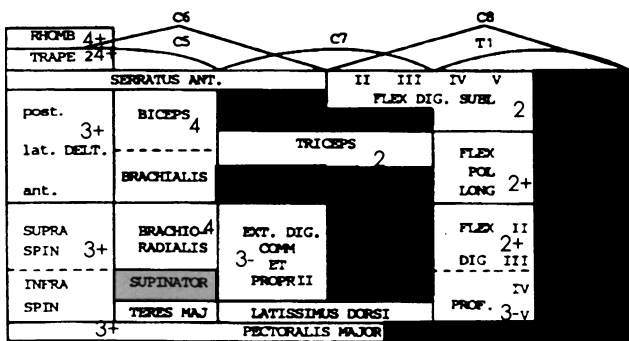 C6 C8
RHOMB 4+ C5 C7 T1
TRAPE 24+
SERRATUS ANT. II III IV V
FLEX DIG. SUBL 2
post. 3+ BICEPS 4
lat. DELT. TRICEPS 2 FLEX
BRACHIALIS POL
ant. LONG 2+
SUPRA BRACHIO- 4 EXT. DIG. FLEX II
SPIN 3+ RADIALIS COMM 2+
3- ET DIG III
INFRA SUPINATOR PROPRII IV
SPIN TERES MAJ LATISSIMUS DORSI PROF. 3-V
3+ PECTORALIS MAJOR